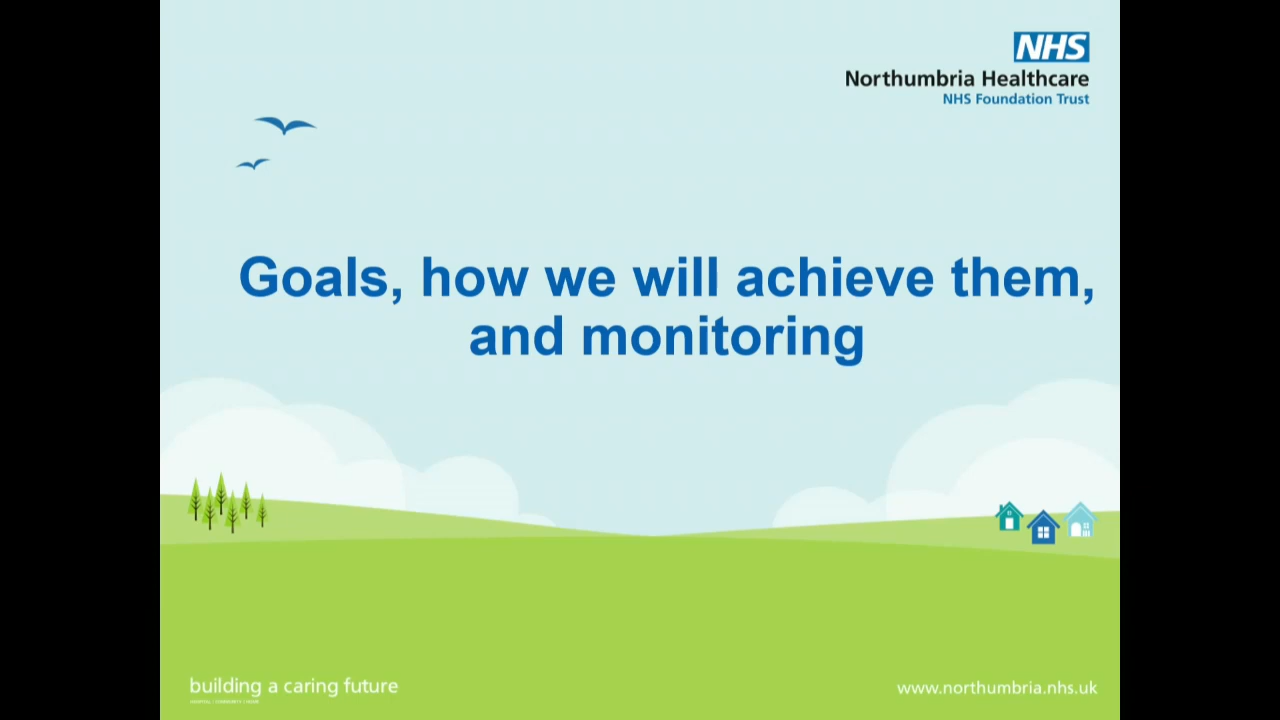 NHS
Northumbria Healthcare
NHS Foundation Trust
Goals, how we will achieve them,
and monitoring
building a caring future
www.northumbria.nhs.uk